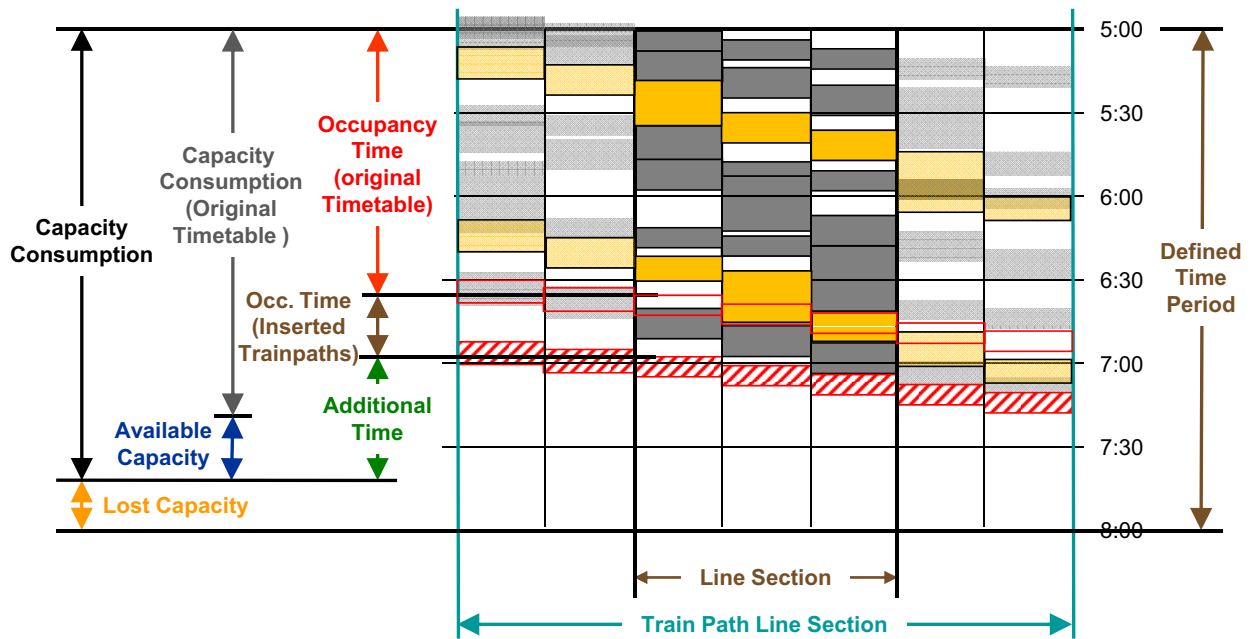 Capacity
Consumption
Capacity
Consumption
(Original
Timetable )
Occupancy
Time
(original
Timetable)
Occ. Time
(Inserted
Trainpaths)
Additional
Time
Available
Capacity
Lost Capacity
5:00
5:30
6:00
6:30
7:00
7:30
8:00
Defined
Time
Period
Line Section
Train Path Line Section